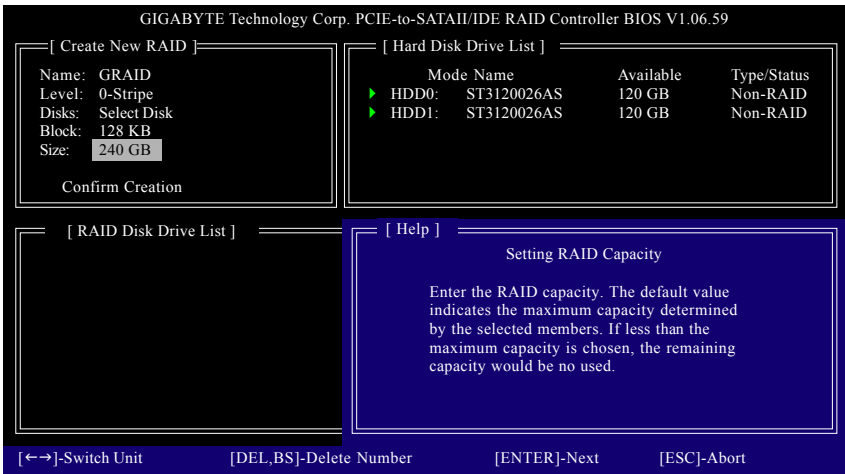 GIGABYTE Technology Corp. PCIE-to-SATAII/IDE RAID Controller BIOS V1.06.59
[ Create New RAID ]
Name: GRAID
Level: 0-Stripe
Disks: Select Disk
Block: 128 KB
Size: 240 GB
Confirm Creation
[ Hard Disk Drive List ]
Mode Name Available Type/Status
HDD0: ST3120026AS 120 GB Non-RAID
HDD1: ST3120026AS 120 GB Non-RAID
[ RAID Disk Drive List ]
[ Help ]
Setting RAID Capacity
Enter the RAID capacity. The default value
indicates the maximum capacity determined
by the selected members. If less than the
maximum capacity is chosen, the remaining
capacity would be no used.
[←→]-Switch Unit [DEL,BS]-Delete Number [ENTER]-Next [ESC]-Abort